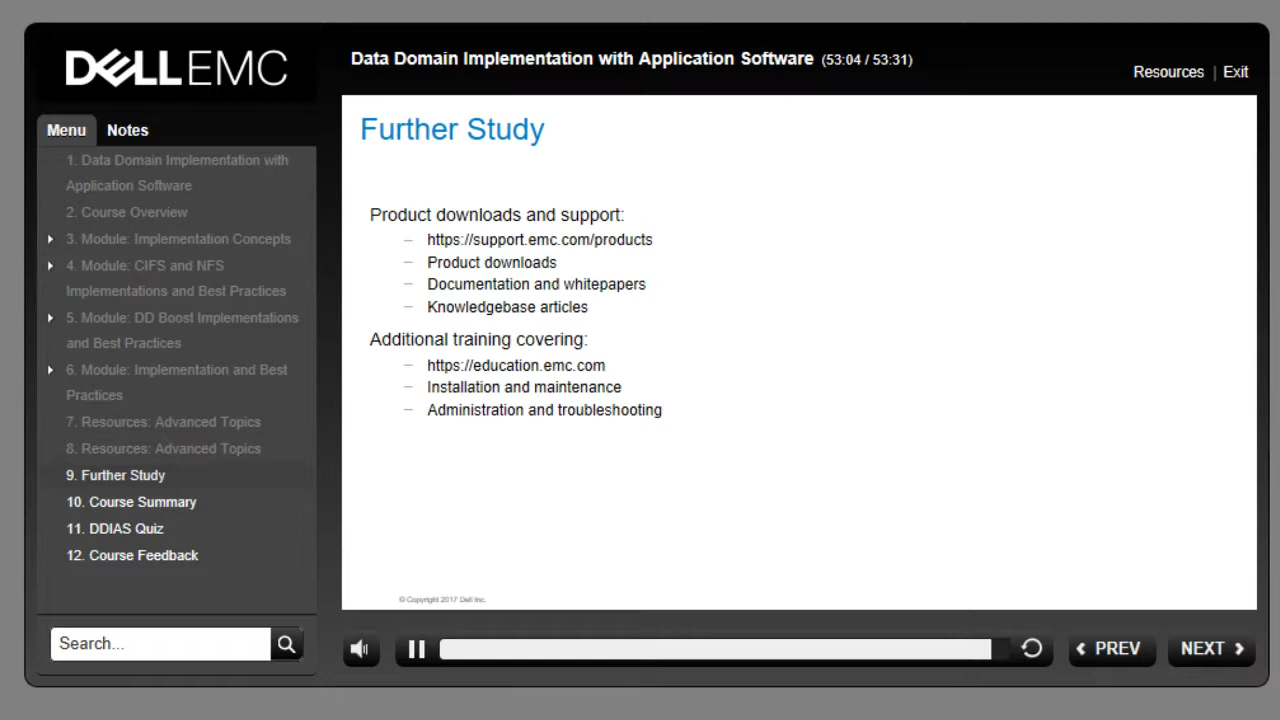 DELLEMC
Data Domain Implementation with Application Software (53:04 / 53:31)
Resources | Exit
Menu
Notes
1. Data Domain Implementation with
Application Software
2. Course Overview
3. Module: Implementation Concepts
4. Module: CIFS and NFS
Implementations and Best Practices
5. Module: DD Boost Implementations
and Best Practices
6. Module: Implementation and Best
Practices
7. Resources: Advanced Topics
8. Resources: Advanced Topics
9. Further Study
10. Course Summary
11. DDIAS Quiz
12. Course Feedback
Search...
Further Study
Product downloads and support:
– https://support.emc.com/products
– Product downloads
– Documentation and whitepapers
– Knowledgebase articles
Additional training covering:
– https://education.emc.com
– Installation and maintenance
– Administration and troubleshooting
© Copyright 2017 Dell Inc.
PREV
NEXT